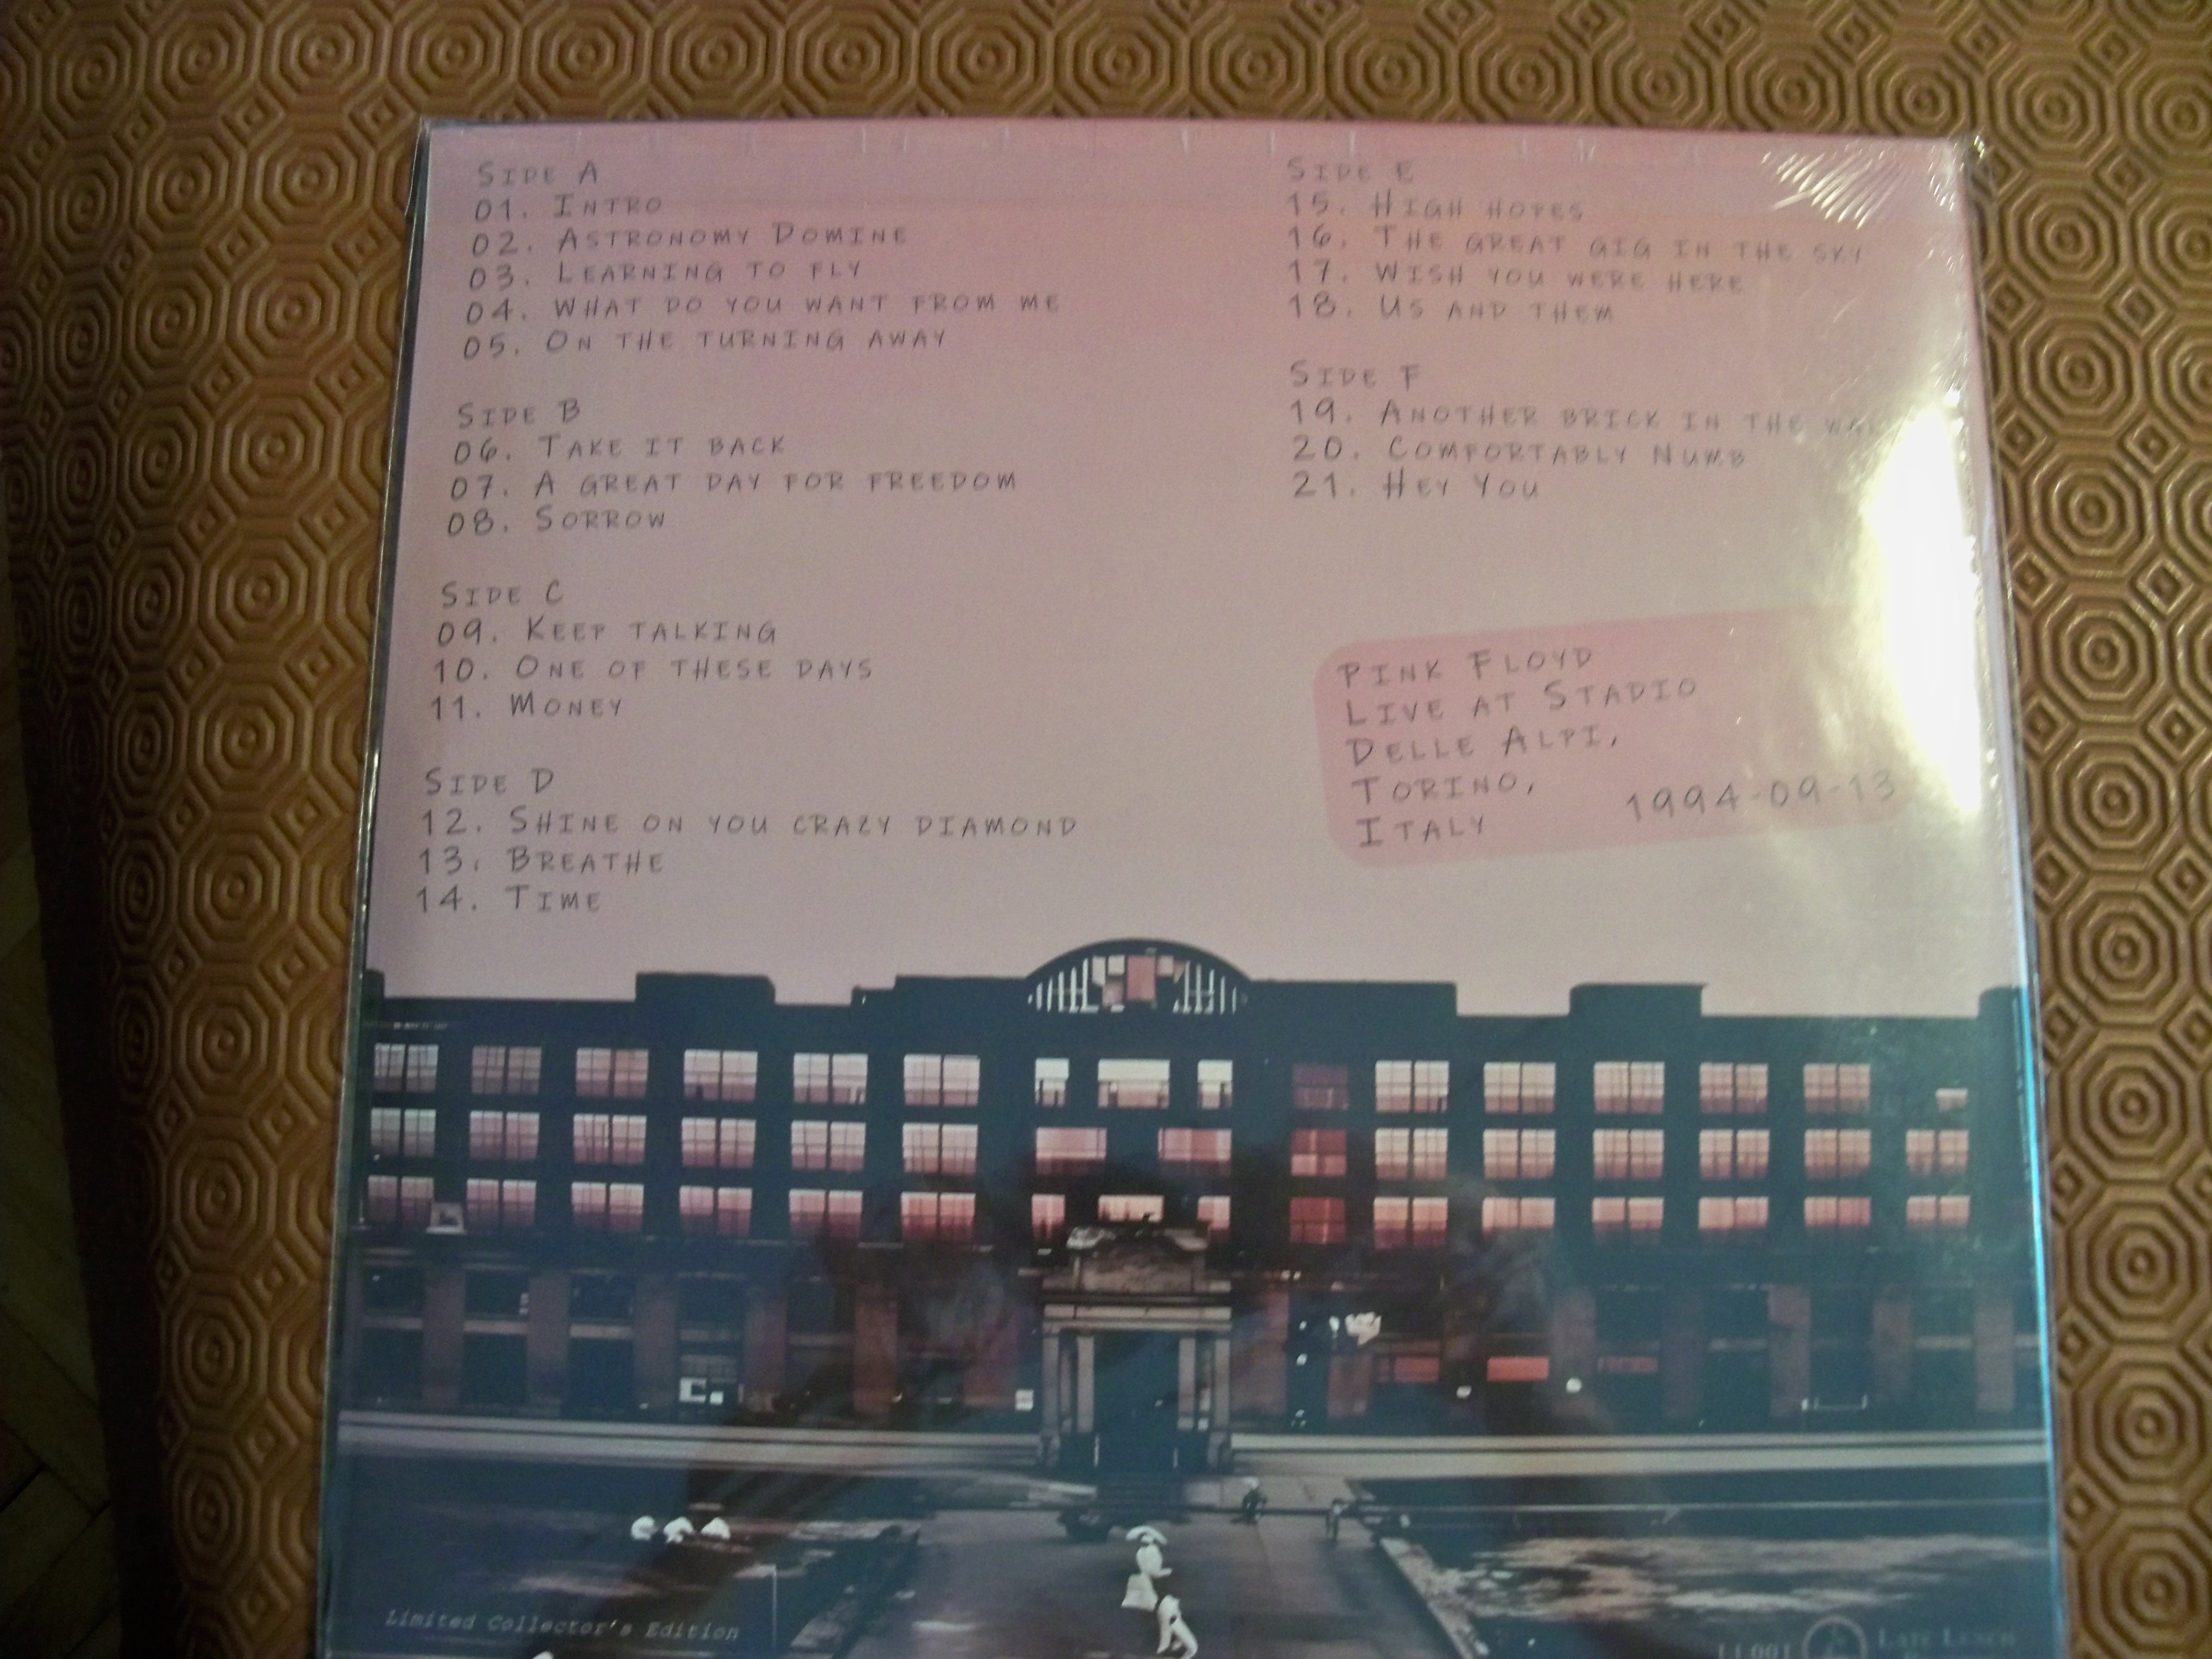 SIDE A
01. INTRO
02. ASTRONOMY DOMINE
03. LEARNING TO FLY
04. WHAT DO YOU WANT FROM ME
05. ON THE TURNING AWAY
SIDE B
06. TAKE IT BACK
07. A GREAT DAY FOR FREEDOM
08. SORROW
SIDE C
09. KEEP TALKING
10. ONE OF THESE DAYS
11. MONEY
SIDE D
12. SHINE ON YOU CRAZY DIAMOND
13. BREATHE
14. TIME
SIDE E
15. HIGH HOPES
16. THE GREAT GIG IN THE SKY
17. WISH YOU WERE HERE
18. US AND THEM
SIDE F
19. ANOTHER BRICK IN THE
20. COMFORTABLY NUMB
21. HEY YOU
PINK FLOYD
LIVE AT STADIO
DELLE ALPI,
TORINO,
ITALY
1994-09-13
Limited Collector's Edition
LATE LUNCH